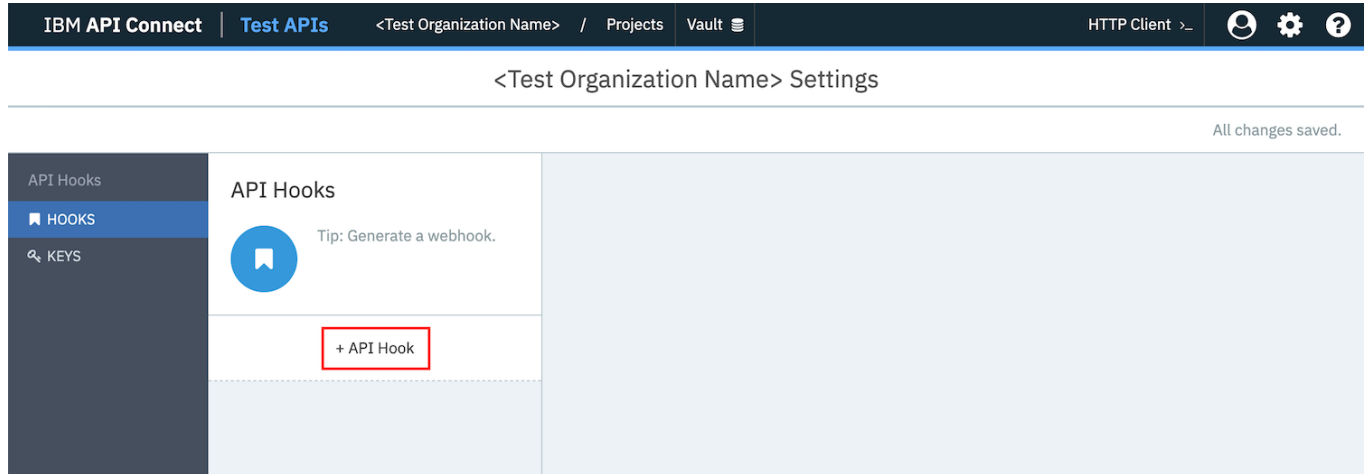 IBM API Connect | Test APIs <Test Organization Name> / Projects Vault HTTP Client >_
<Test Organization Name> Settings
All changes saved.
API Hooks
HOOKS
KEYS
API Hooks
Tip: Generate a webhook.
+ API Hook